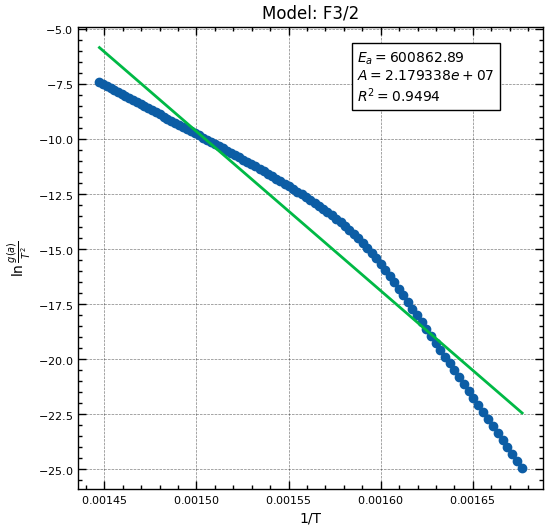 Model: F3/2
E_a = 600862.89
A = 2.179338e + 07
R² = 0.9494
−5.0
−7.5
−10.0
−12.5
−15.0
−17.5
−20.0
−22.5
−25.0
ln g(a)/T²
0.00145 0.00150 0.00155 0.00160 0.00165
1/T